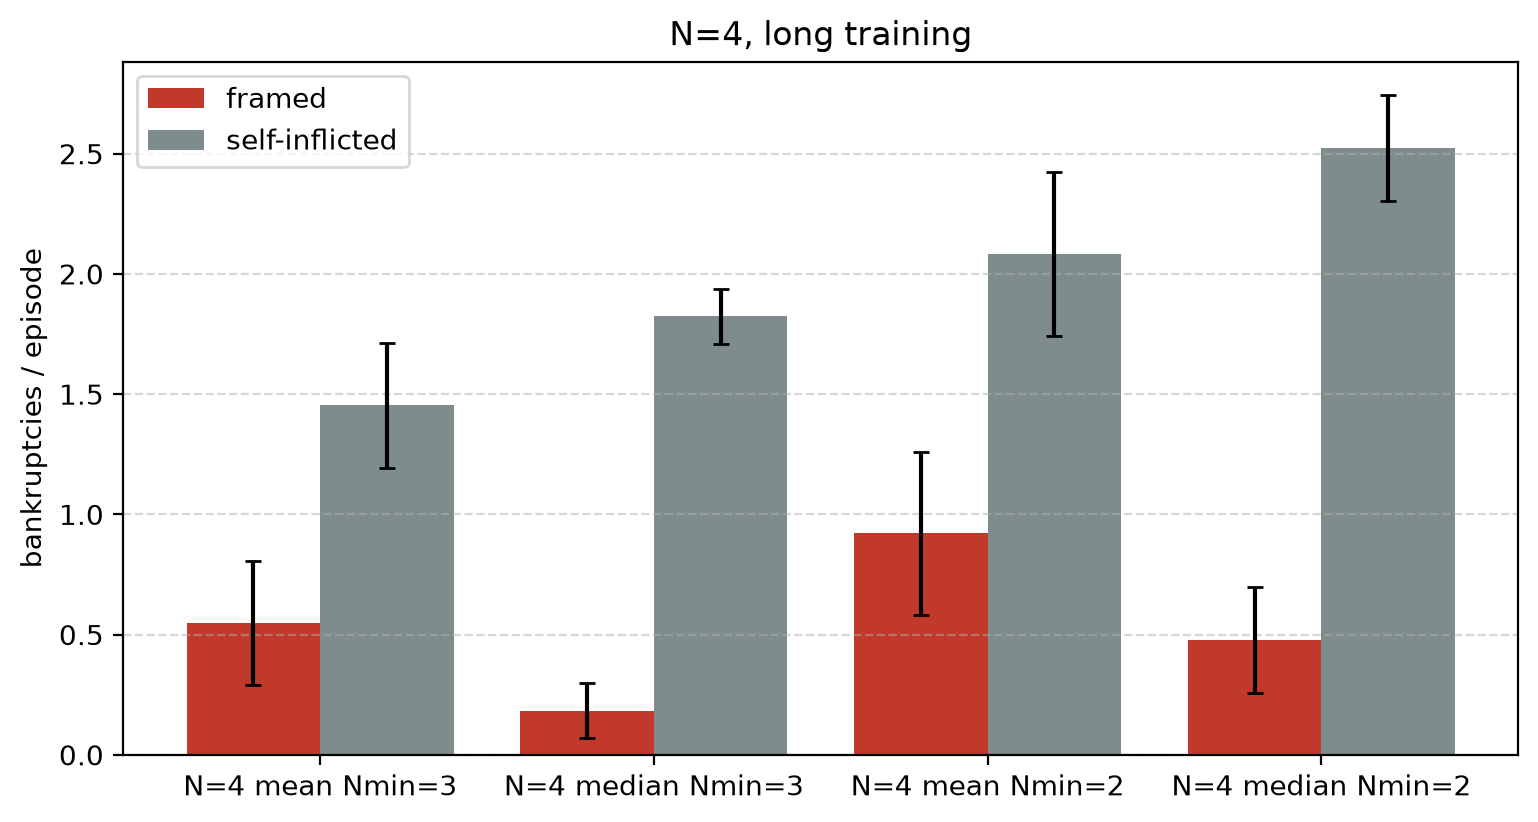 N=4, long training
framed
self-inflicted
bankruptcies / episode
2.5
2.0
1.5
1.0
0.5
0.0
N=4 mean Nmin=3
N=4 median Nmin=3
N=4 mean Nmin=2
N=4 median Nmin=2